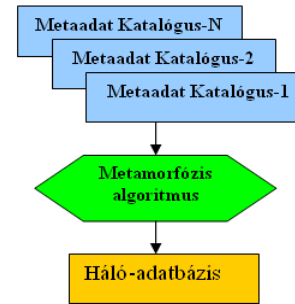 Metaadat Katalógus-N
Metaadat Katalógus-2
Metaadat Katalógus-1
Metamorfózis
algoritmus
Háló-adatbázis